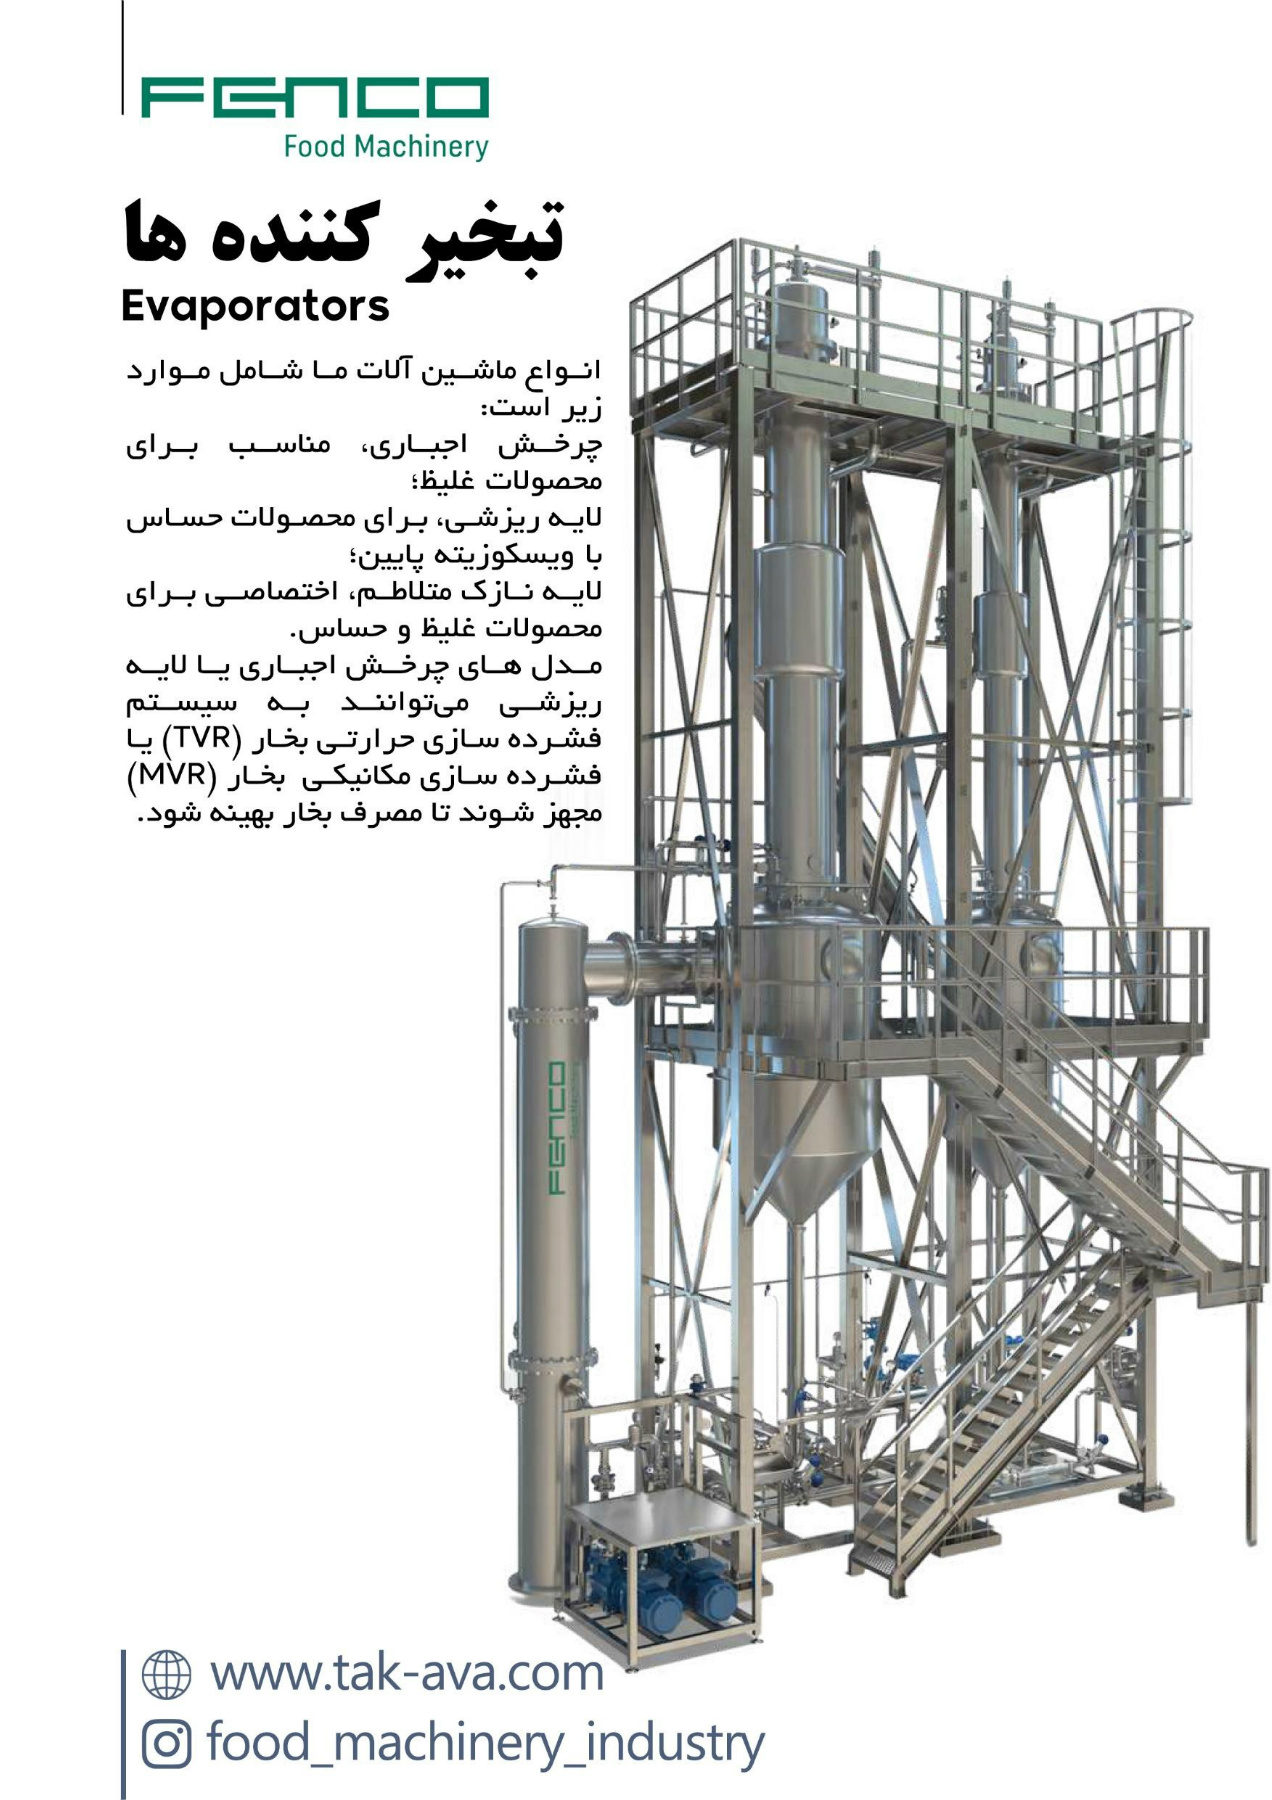 FENCO
Food Machinery
تبخیر کننده ها
Evaporators
انواع ماشین آلات ما شامل موارد
زیر است:
چرخش اجباری، مناسب برای
محصولات غلیظ؛
لایه ریزشی، برای محصولات حساس
با ویسکوزیته پایین؛
لایه نازک متلاطم، اختصاصی برای
محصولات غلیظ و حساس.
مدل های چرخش اجباری یا لایه
ریزشی می‌توانند به سیستم
فشرده سازی حرارتی بخار (TVR) یا
فشرده سازی مکانیکی بخار (MVR)
مجهز شوند تا مصرف بخار بهینه شود.
FENCO
Food Machinery
www.tak-ava.com
food_machinery_industry